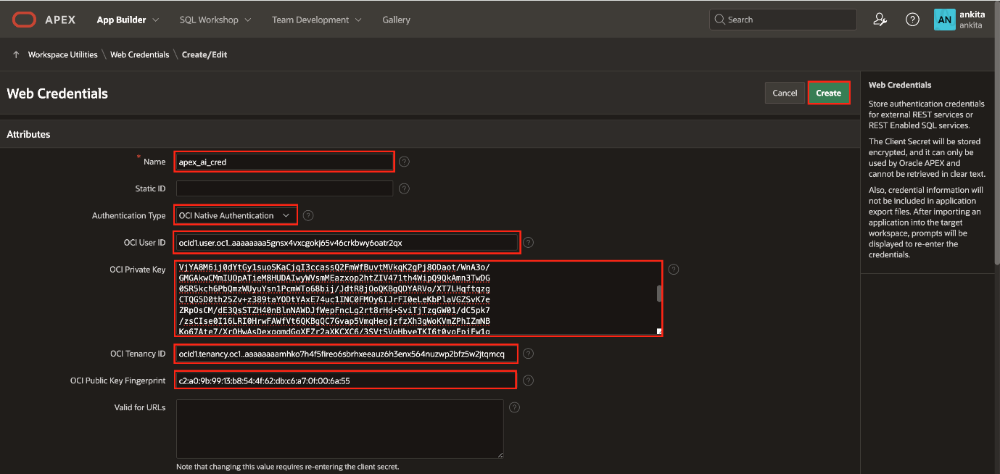 APEX App Builder SQL Workshop Team Development Gallery Search AN ankita
ankita
Workspace Utilities \ Web Credentials \ Create/Edit
Web Credentials Cancel Create
Attributes
* Name apex_ai_cred
Static ID
Authentication Type OCI Native Authentication
OCI User ID ocid1.user.oc1..aaaaaaaa5gnsx4vxcgokj65v46crkbwy6oatr2qx
OCI Private Key
VjYA8M6ij0dYtGy1suoSKaCjqI3ccassQ2FmWfBuvtMVkqK2gPj8ODaot/WnA3o/
GMGAkwCMmIUOpATieM8HUDAIwyWVsmMEazxop2htZIV471th4WipQ9QkAmn3TwDG
0SR5kch6PbQmzWUyuYsn1PcmWTo68bij/JdtR8jOoQKBgQDYARVo/XT7LHqftqzg
CTQG5D0th25Zv+z389taYODtYAxE74uc1INC0FMOy6IJrFI0eLeKbPlaVGZSvK7e
ZRpOsCM/dE3QsSTZH40nBlnNAWDJfWepFncLg2rt8rHd+SviTjTzgGW01/dC5pk7
/zsCIse0I16LRI0HrwFAWfVt6QKBgQC7Gvap5VmqHeojzfzXh3gWoKVmZPhIZmNB
OCI Tenancy ID ocid1.tenancy.oc1..aaaaaaaamhko7h4f5fireo6sbrhxeeauz6h3enx564nuzwp2bfz5w2jtqmcq
OCI Public Key Fingerprint c2:a0:9b:99:13:b8:54:4f:62:db:c6:a7:0f:00:6a:55
Valid for URLs
Note that changing this value requires re-entering the client secret.
Web Credentials
Store authentication credentials
for external REST services or
REST Enabled SQL services.
The Client Secret will be stored
encrypted, and it can only be
used by Oracle APEX and
cannot be retrieved in clear text.
Also, credential information will
not be included in application
export files. After importing an
application into the target
workspace, prompts will be
displayed to re-enter the
credentials.